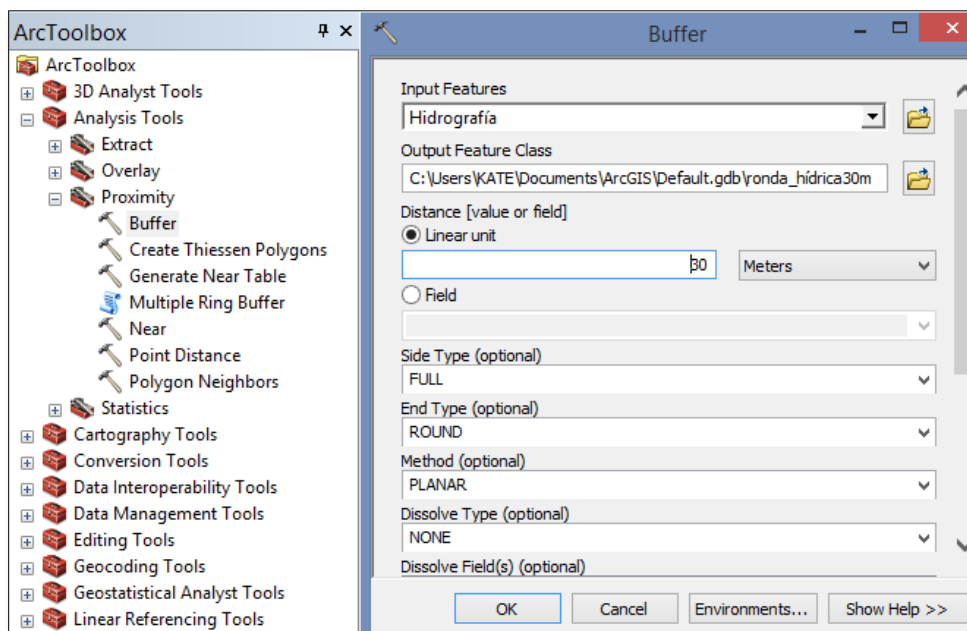 ArcToolbox
ArcToolbox
3D Analyst Tools
Analysis Tools
Extract
Overlay
Proximity
Buffer
Create Thiessen Polygons
Generate Near Table
Multiple Ring Buffer
Near
Point Distance
Polygon Neighbors
Statistics
Cartography Tools
Conversion Tools
Data Interoperability Tools
Data Management Tools
Editing Tools
Geocoding Tools
Geostatistical Analyst Tools
Linear Referencing Tools
Buffer
Input Features
Hidrografía
Output Feature Class
C:\Users\KATE\Documents\ArcGIS\Default.gdb\ronda_hídrica30m
Distance [value or field]
Linear unit
30 Meters
Field
Side Type (optional)
FULL
End Type (optional)
ROUND
Method (optional)
PLANAR
Dissolve Type (optional)
NONE
Dissolve Field(s) (optional)
OK Cancel Environments... Show Help >>